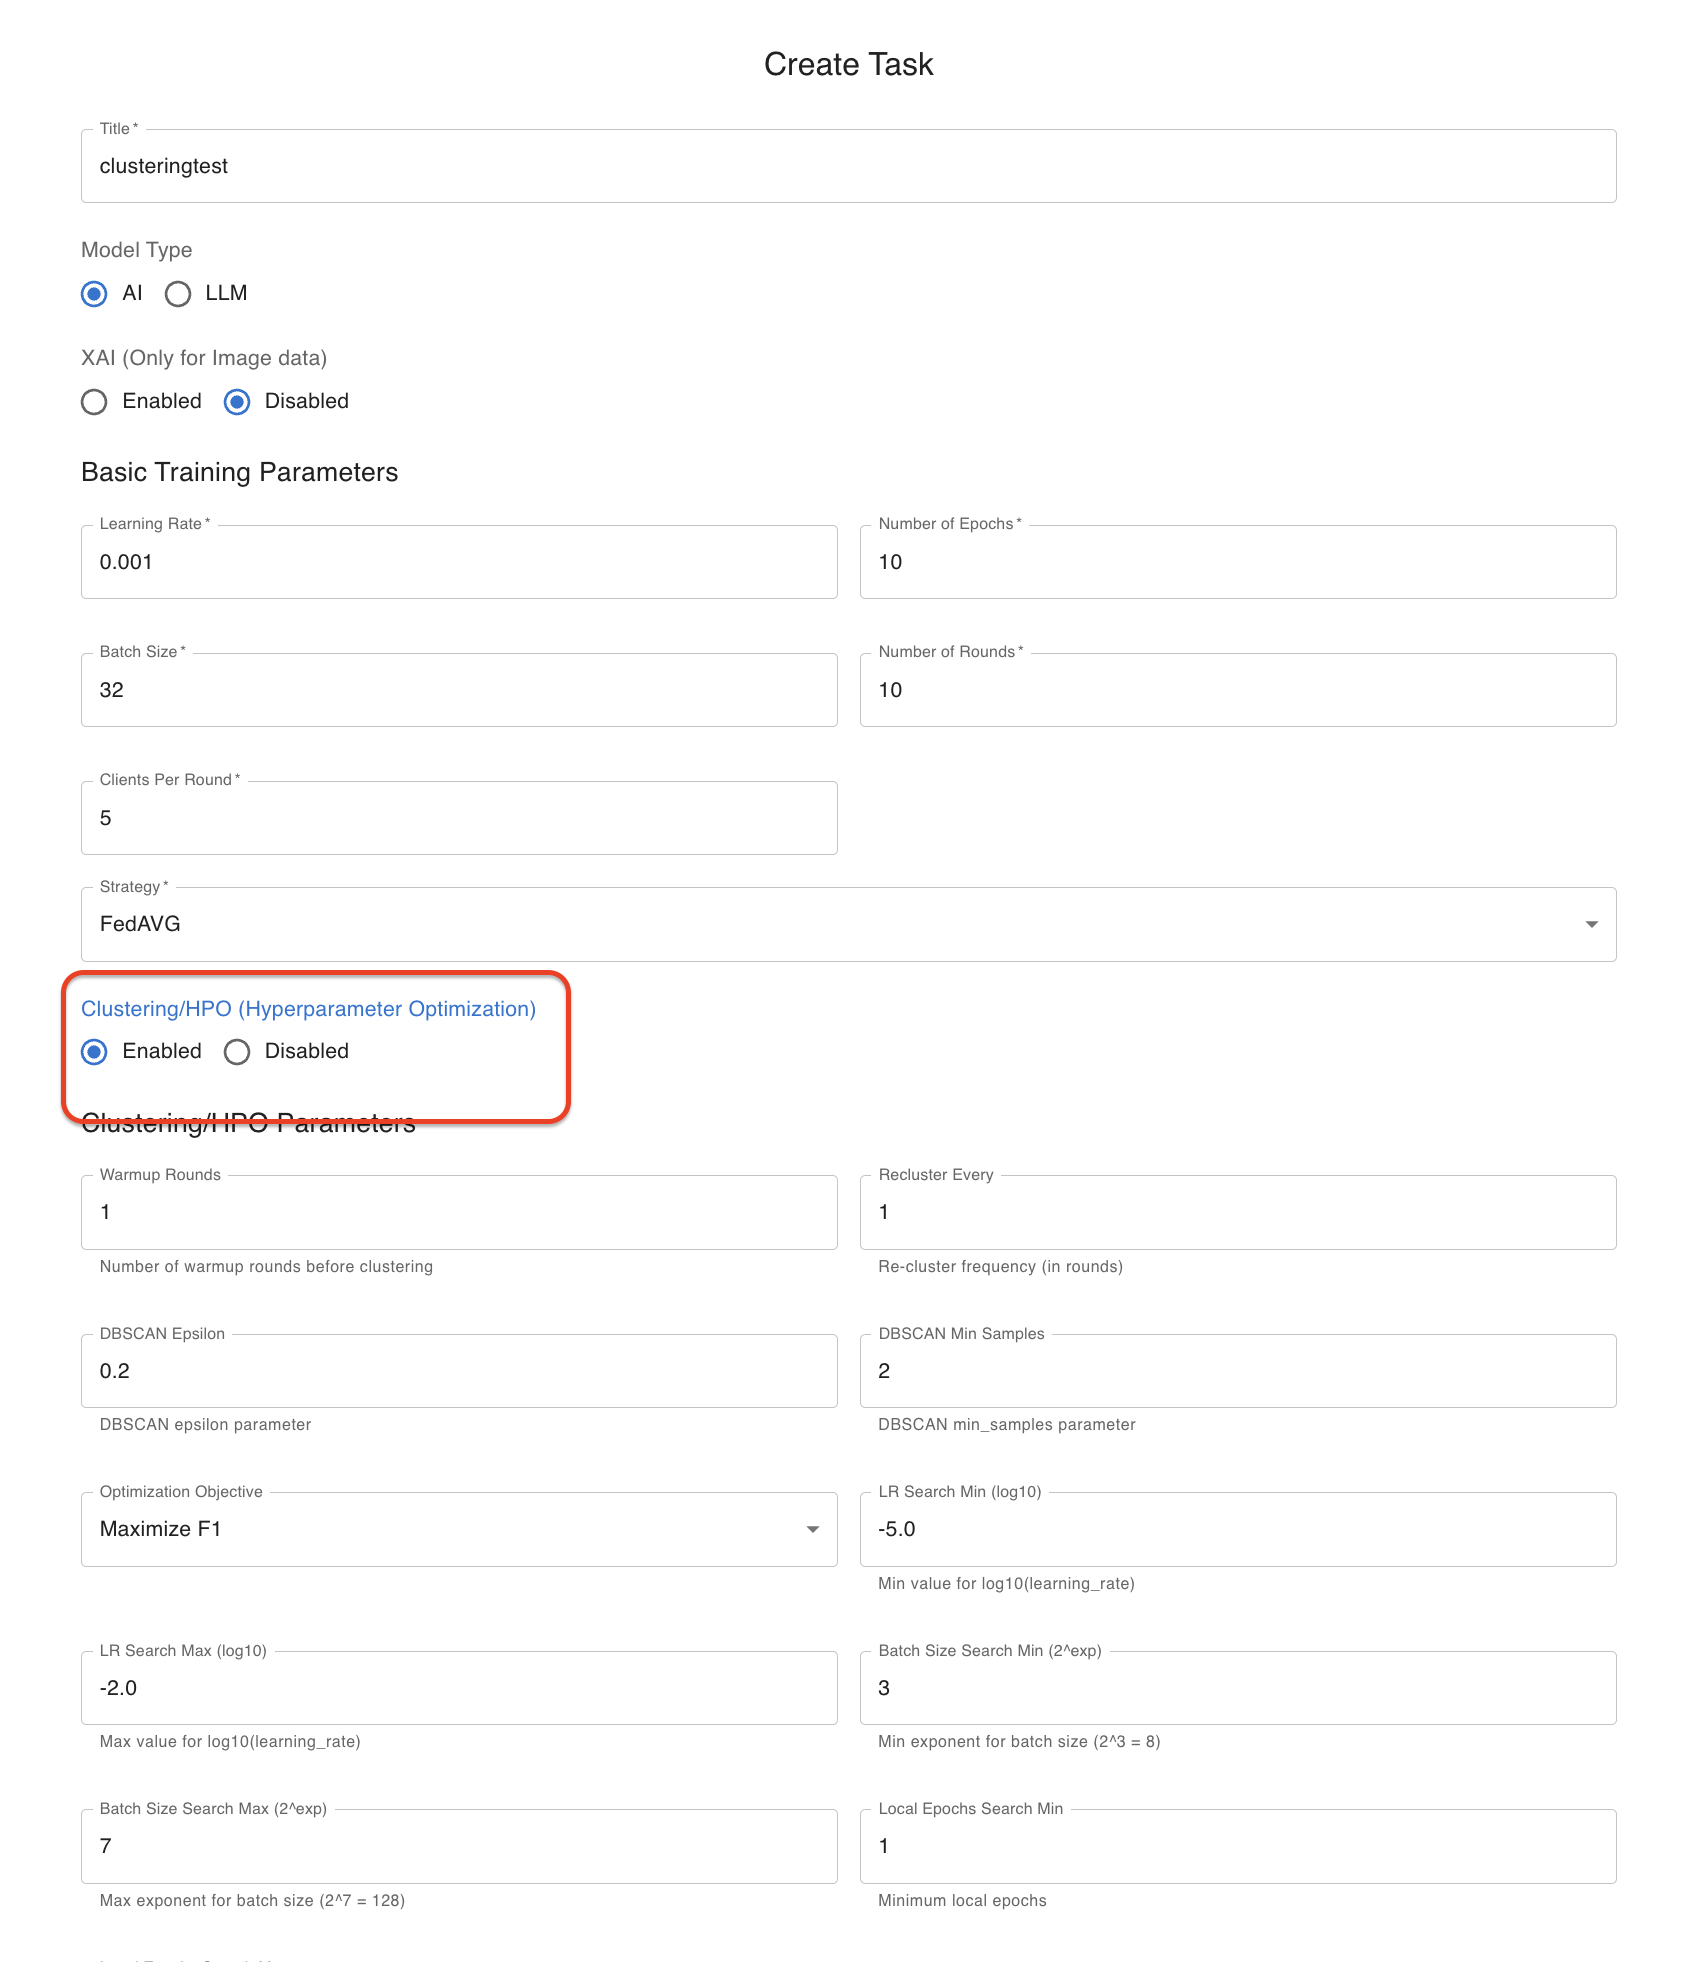 Create Task
Title *
clusteringtest
Model Type
AI LLM
XAI (Only for Image data)
Enabled Disabled
Basic Training Parameters
Learning Rate * Number of Epochs *
0.001 10
Batch Size * Number of Rounds *
32 10
Clients Per Round *
5
Strategy *
FedAVG
Clustering/HPO (Hyperparameter Optimization)
Enabled Disabled
Clustering/HPO Parameters
Warmup Rounds Recluster Every
1 1
Number of warmup rounds before clustering Re-cluster frequency (in rounds)
DBSCAN Epsilon DBSCAN Min Samples
0.2 2
DBSCAN epsilon parameter DBSCAN min_samples parameter
Optimization Objective LR Search Min (log10)
Maximize F1 -5.0
Min value for log10(learning_rate)
LR Search Max (log10) Batch Size Search Min (2^exp)
-2.0 3
Max value for log10(learning_rate) Min exponent for batch size (2^3 = 8)
Batch Size Search Max (2^exp) Local Epochs Search Min
7 1
Max exponent for batch size (2^7 = 128) Minimum local epochs